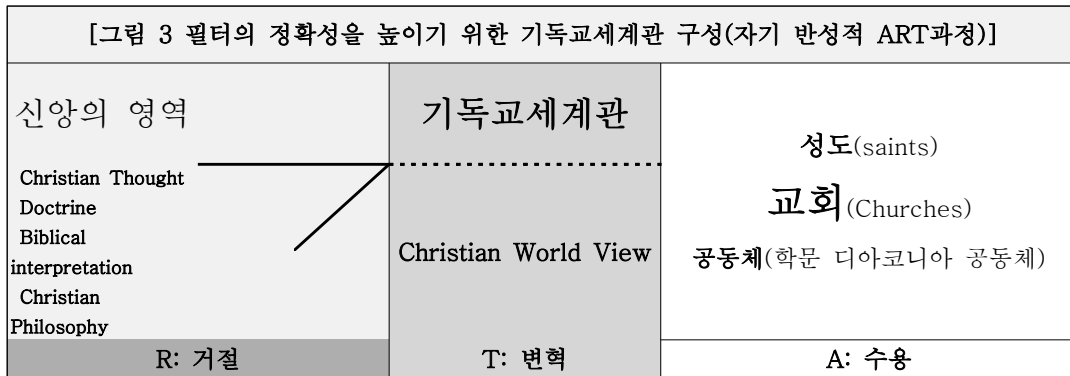 [그림 3 필터의 정확성을 높이기 위한 기독교세계관 구성(자기 반성적 ART과정)]
신앙의 영역
Christian Thought
Doctrine
Biblical
interpretation
Christian
Philosophy
기독교세계관
Christian World View
성도(saints)
교회(Churches)
공동체(학문 디아코니아 공동체)
R: 거절
T: 변혁
A: 수용